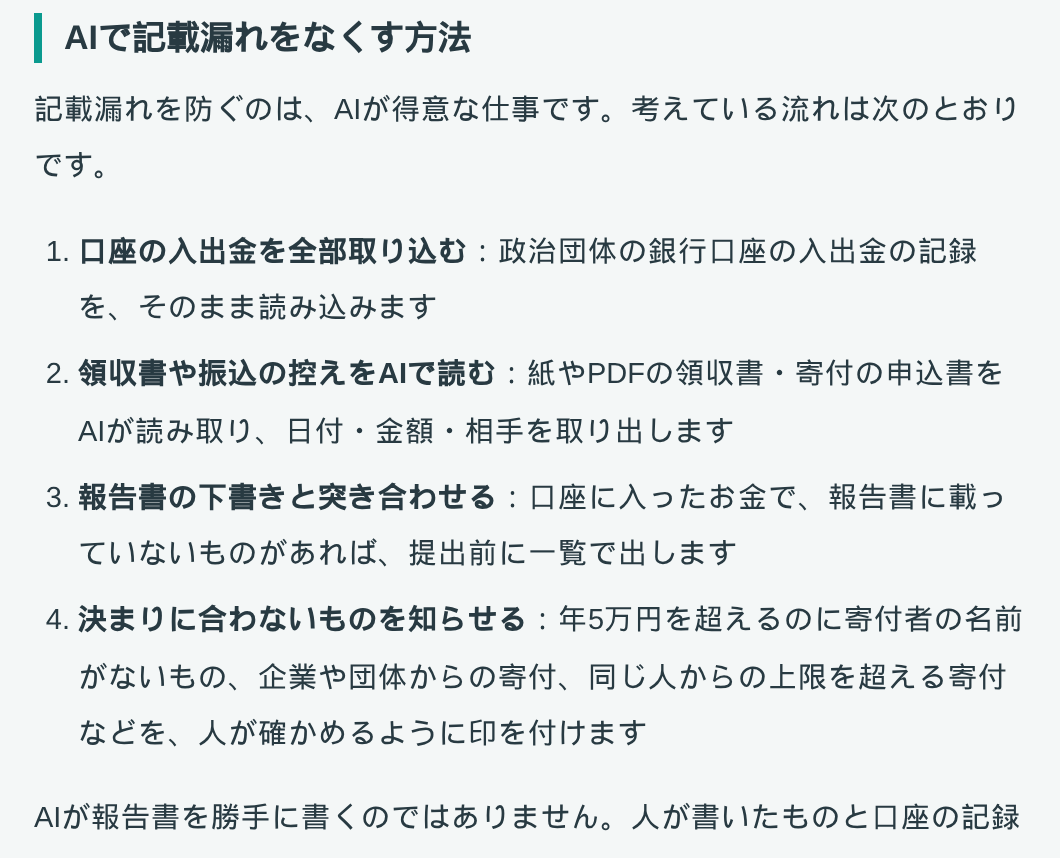 AIで記載漏れをなくす方法
記載漏れを防ぐのは、AIが得意な仕事です。考えている流れは次のとおり
です。
1. 口座の入出金を全部取り込む：政治団体の銀行口座の入出金の記録
を、そのまま読み込みます
2. 領収書や振込の控えをAIで読む：紙やPDFの領収書・寄付の申込書を
AIが読み取り、日付・金額・相手を取り出します
3. 報告書の下書きと突き合わせる：口座に入ったお金で、報告書に載っ
ていないものがあれば、提出前に一覧で出します
4. 決まりに合わないものを知らせる：年5万円を超えるのに寄付者の名前
がないもの、企業や団体からの寄付、同じ人からの上限を超える寄付
などを、人が確かめるように印を付けます
AIが報告書を勝手に書くのではありません。人が書いたものと口座の記録